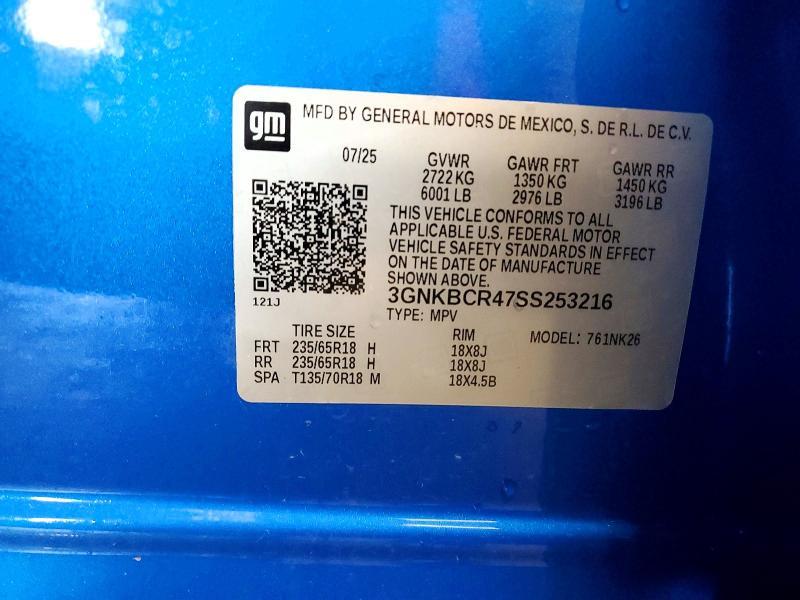 gm
MFD BY GENERAL MOTORS DE MEXICO, S. DE R.L. DE C.V.
07/25 GVWR GAWR FRT GAWR RR
2722 KG 1350 KG 1450 KG
6001 LB 2976 LB 3196 LB
THIS VEHICLE CONFORMS TO ALL
APPLICABLE U.S. FEDERAL MOTOR
VEHICLE SAFETY STANDARDS IN EFFECT
ON THE DATE OF MANUFACTURE
SHOWN ABOVE.
121J
3GNKBCR47SS253216
TYPE: MPV
TIRE SIZE RIM MODEL: 761NK26
FRT 235/65R18 H 18X8J
RR 235/65R18 H 18X8J
SPA T135/70R18 M 18X4.5B